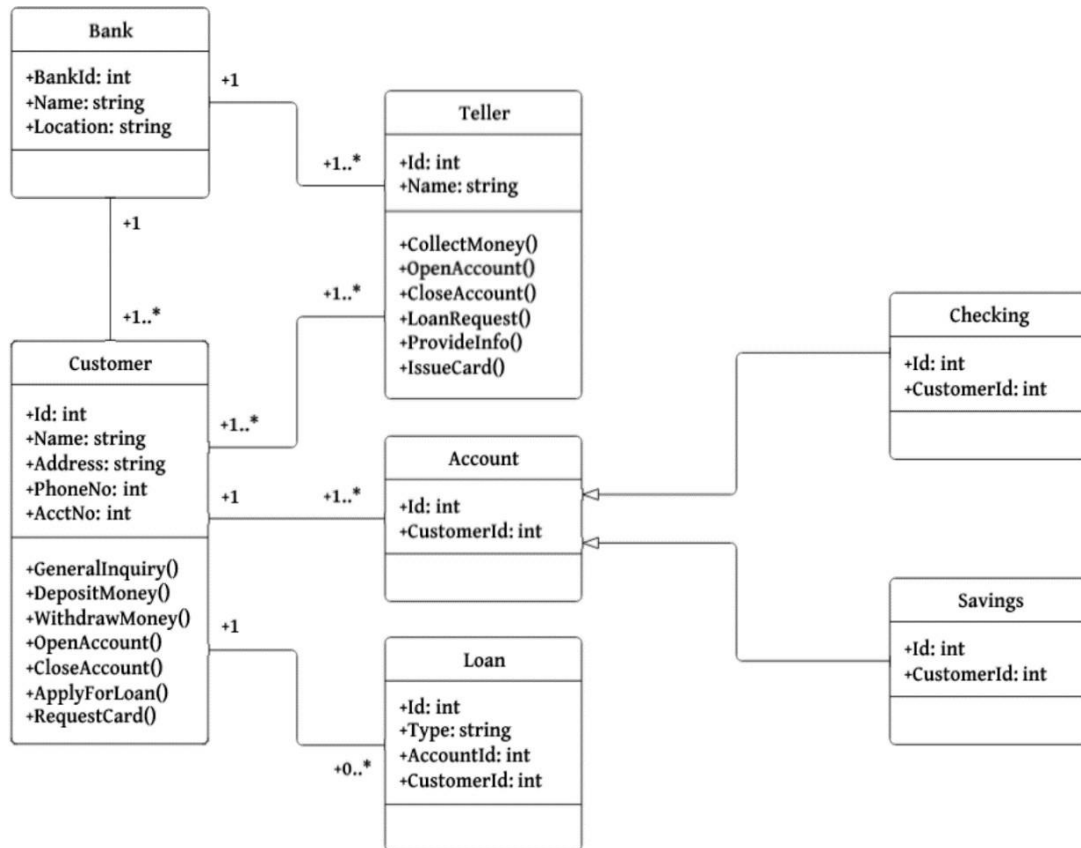 Bank
+BankId: int
+Name: string
+Location: string
+1
+1..*
+1
+1..*
Teller
+Id: int
+Name: string
+CollectMoney()
+OpenAccount()
+CloseAccount()
+LoanRequest()
+ProvideInfo()
+IssueCard()
Customer
+Id: int
+Name: string
+Address: string
+PhoneNo: int
+AcctNo: int
+GeneralInquiry()
+DepositMoney()
+WithdrawMoney()
+OpenAccount()
+CloseAccount()
+ApplyForLoan()
+RequestCard()
+1..*
+1..*
+1
+1..*
+1
+0..*
Account
+Id: int
+CustomerId: int
Loan
+Id: int
+Type: string
+AccountId: int
+CustomerId: int
Checking
+Id: int
+CustomerId: int
Savings
+Id: int
+CustomerId: int